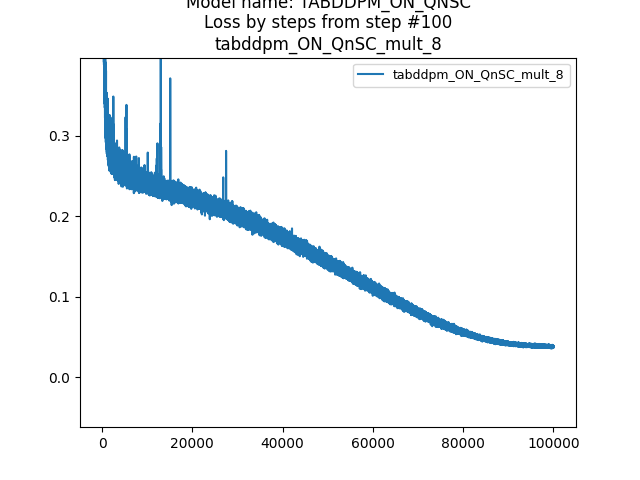 Model name: TABDDPM_ON_QNSC
Loss by steps from step #100
tabddpm_ON_QnSC_mult_8
tabddpm_ON_QnSC_mult_8
0.3
0.2
0.1
0.0
0
20000
40000
60000
80000
100000